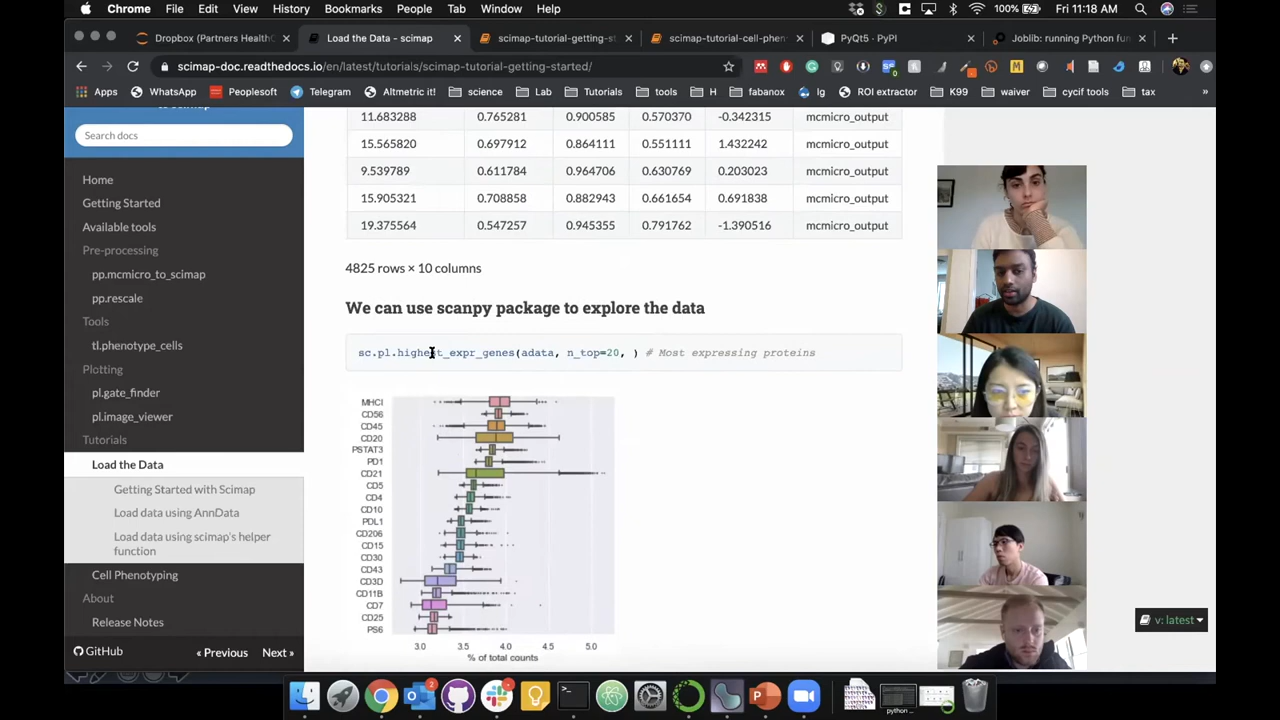 Chrome File Edit View History Bookmarks People Tab Window Help 100% Fri 11:18 AM
Dropbox (Partners HealthC
Load the Data - scimap
scimap-tutorial-getting-st
scimap-tutorial-cell-phen
PyQt5 · PyPI
Joblib: running Python fun
scimap-doc.readthedocs.io/en/latest/tutorials/scimap-tutorial-getting-started/
Apps WhatsApp Peoplesoft Telegram Altmetric it! science Lab Tutorials tools H fabanox Ig ROI extractor K99 waiver cycif tools tax »
Search docs
Home
Getting Started
Available tools
Pre-processing
pp.mcmicro_to_scimap
pp.rescale
Tools
tl.phenotype_cells
Plotting
pl.gate_finder
pl.image_viewer
Tutorials
Load the Data
Getting Started with Scimap
Load data using AnnData
Load data using scimap's helper
function
Cell Phenotyping
About
Release Notes
GitHub « Previous Next »
11.683288 0.765281 0.900585 0.570370 -0.342315 mcmicro_output
15.565820 0.697912 0.864111 0.551111 1.432242 mcmicro_output
9.539789 0.611784 0.964706 0.630769 0.203023 mcmicro_output
15.905321 0.708858 0.882943 0.661654 0.691838 mcmicro_output
19.375564 0.547257 0.945355 0.791762 -1.390516 mcmicro_output
4825 rows × 10 columns
We can use scanpy package to explore the data
sc.pl.highest_expr_genes(adata, n_top=20, ) # Most expressing proteins
MHCI
CD56
CD45
CD20
PSTAT3
PD1
CD21
CD5
CD4
CD10
PDL1
CD206
CD15
CD30
CD43
CD3D
CD11B
CD7
CD25
PS6
3.0 3.5 4.0 4.5 5.0
% of total counts
v: latest
python ...